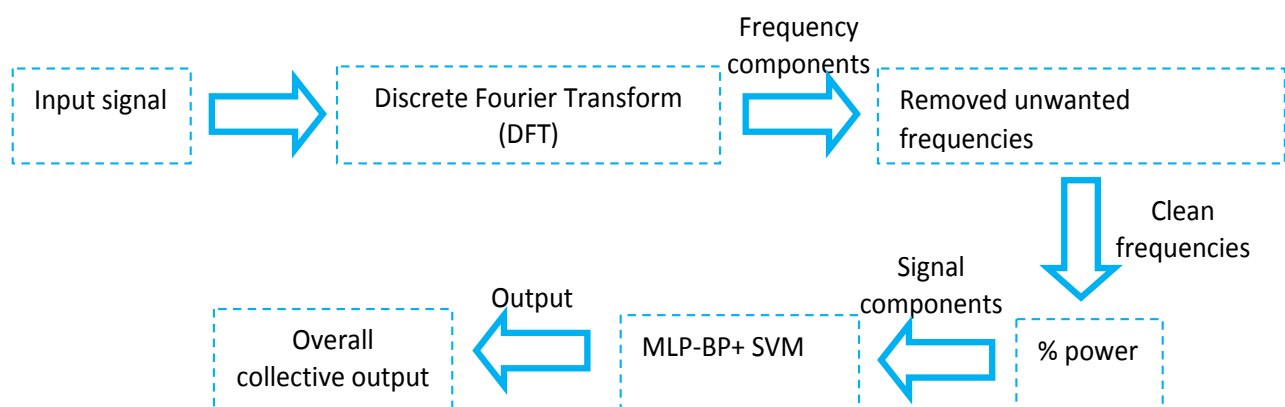 Input signal
Discrete Fourier Transform
(DFT)
Frequency
components
Removed unwanted
frequencies
Clean
frequencies
% power
Signal
components
MLP-BP+ SVM
Output
Overall
collective output